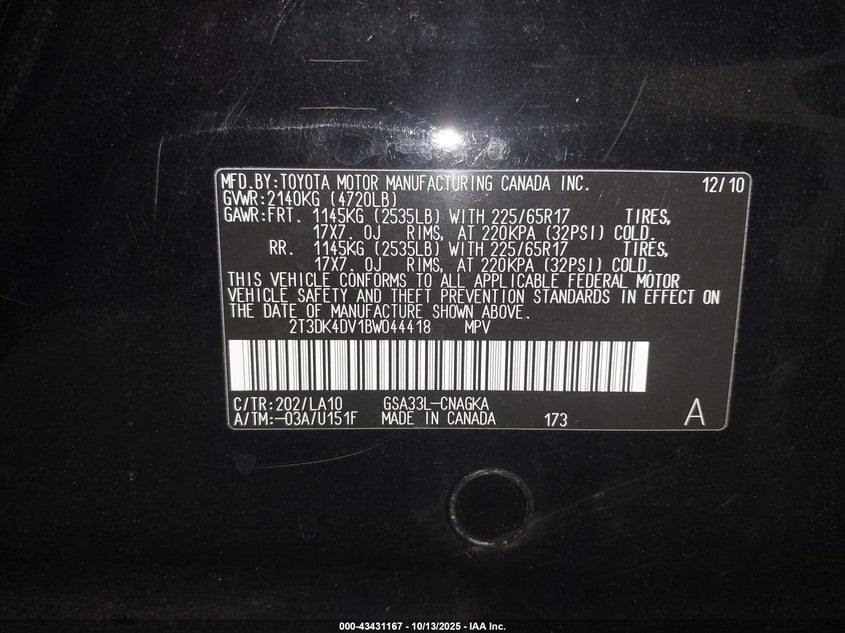 MFD.BY:TOYOTA MOTOR MANUFACTURING CANADA INC. 12/10
GVWR:2140KG (4720LB)
GAWR:FRT. 1145KG (2535LB) WITH 225/65R17 TIRES,
17X7. 0J RIMS, AT 220KPA (32PSI) COLD.
RR. 1145KG (2535LB) WITH 225/65R17 TIRES,
17X7. 0J RIMS, AT 220KPA (32PSI) COLD.
THIS VEHICLE CONFORMS TO ALL APPLICABLE FEDERAL MOTOR
VEHICLE SAFETY AND THEFT PREVENTION STANDARDS IN EFFECT ON
THE DATE OF MANUFACTURE SHOWN ABOVE.
2T3DK4DV1BW044418 MPV
C/TR:202/LA10 GSA33L-CNAGKA
A/TM:-03A/U151F MADE IN CANADA 173 A
000-43431167 - 10/13/2025 - IAA Inc.